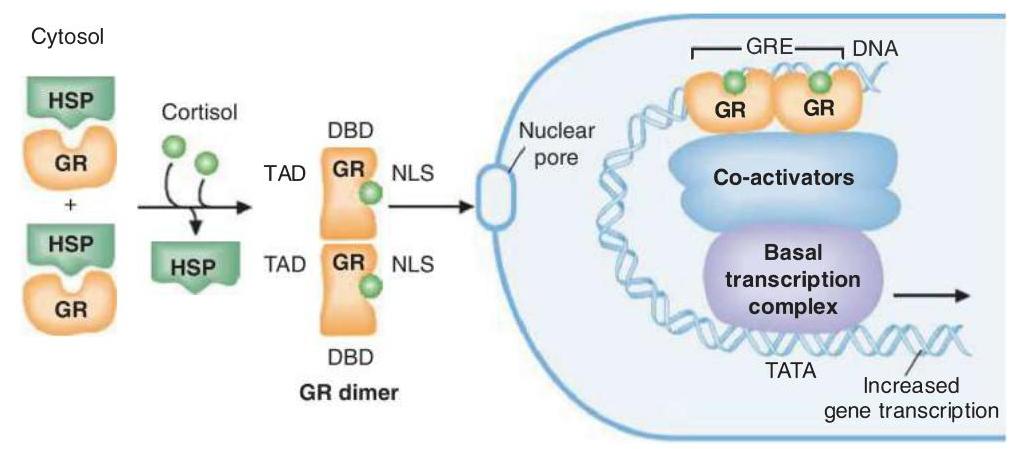 Cytosol
HSP
GR
+
HSP
GR
Cortisol
HSP
DBD
TAD
GR
NLS
TAD
GR
NLS
DBD
GR dimer
Nuclear
pore
GRE
DNA
GR
GR
Co-activators
Basal
transcription
complex
TATA
Increased
gene transcription